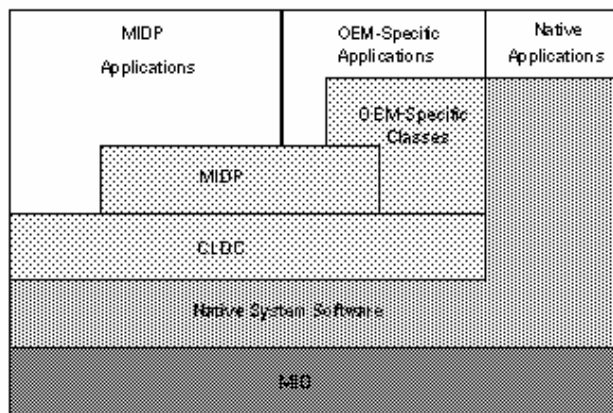 MIDP
Applications
OEM-Specific
Applications
Native
Applications
OEM-Specific
Classes
MIDP
CLDC
Native System Software
MID